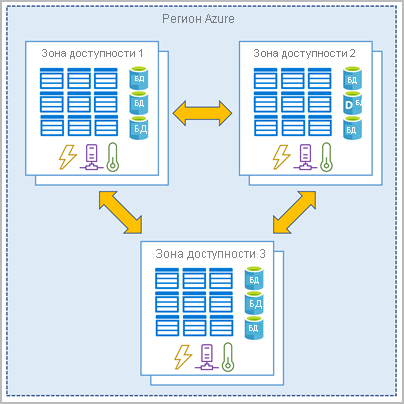 Регион Azure
Зона доступности 1
Зона доступности 2
БД
БД
БД
БД
D БД
БД
Зона доступности 3
БД
БД
БД